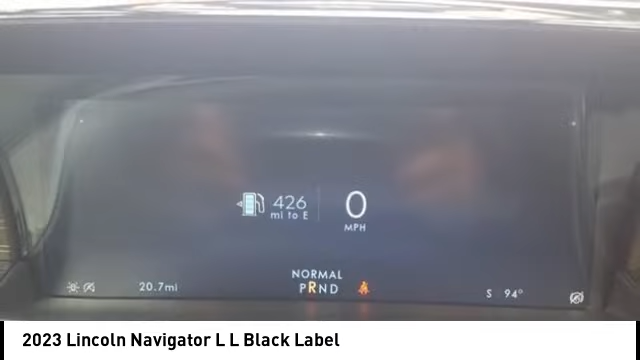 426
mi to E
0
MPH
NORMAL
PRND
20.7mi
S 94°
2023 Lincoln Navigator L L Black Label